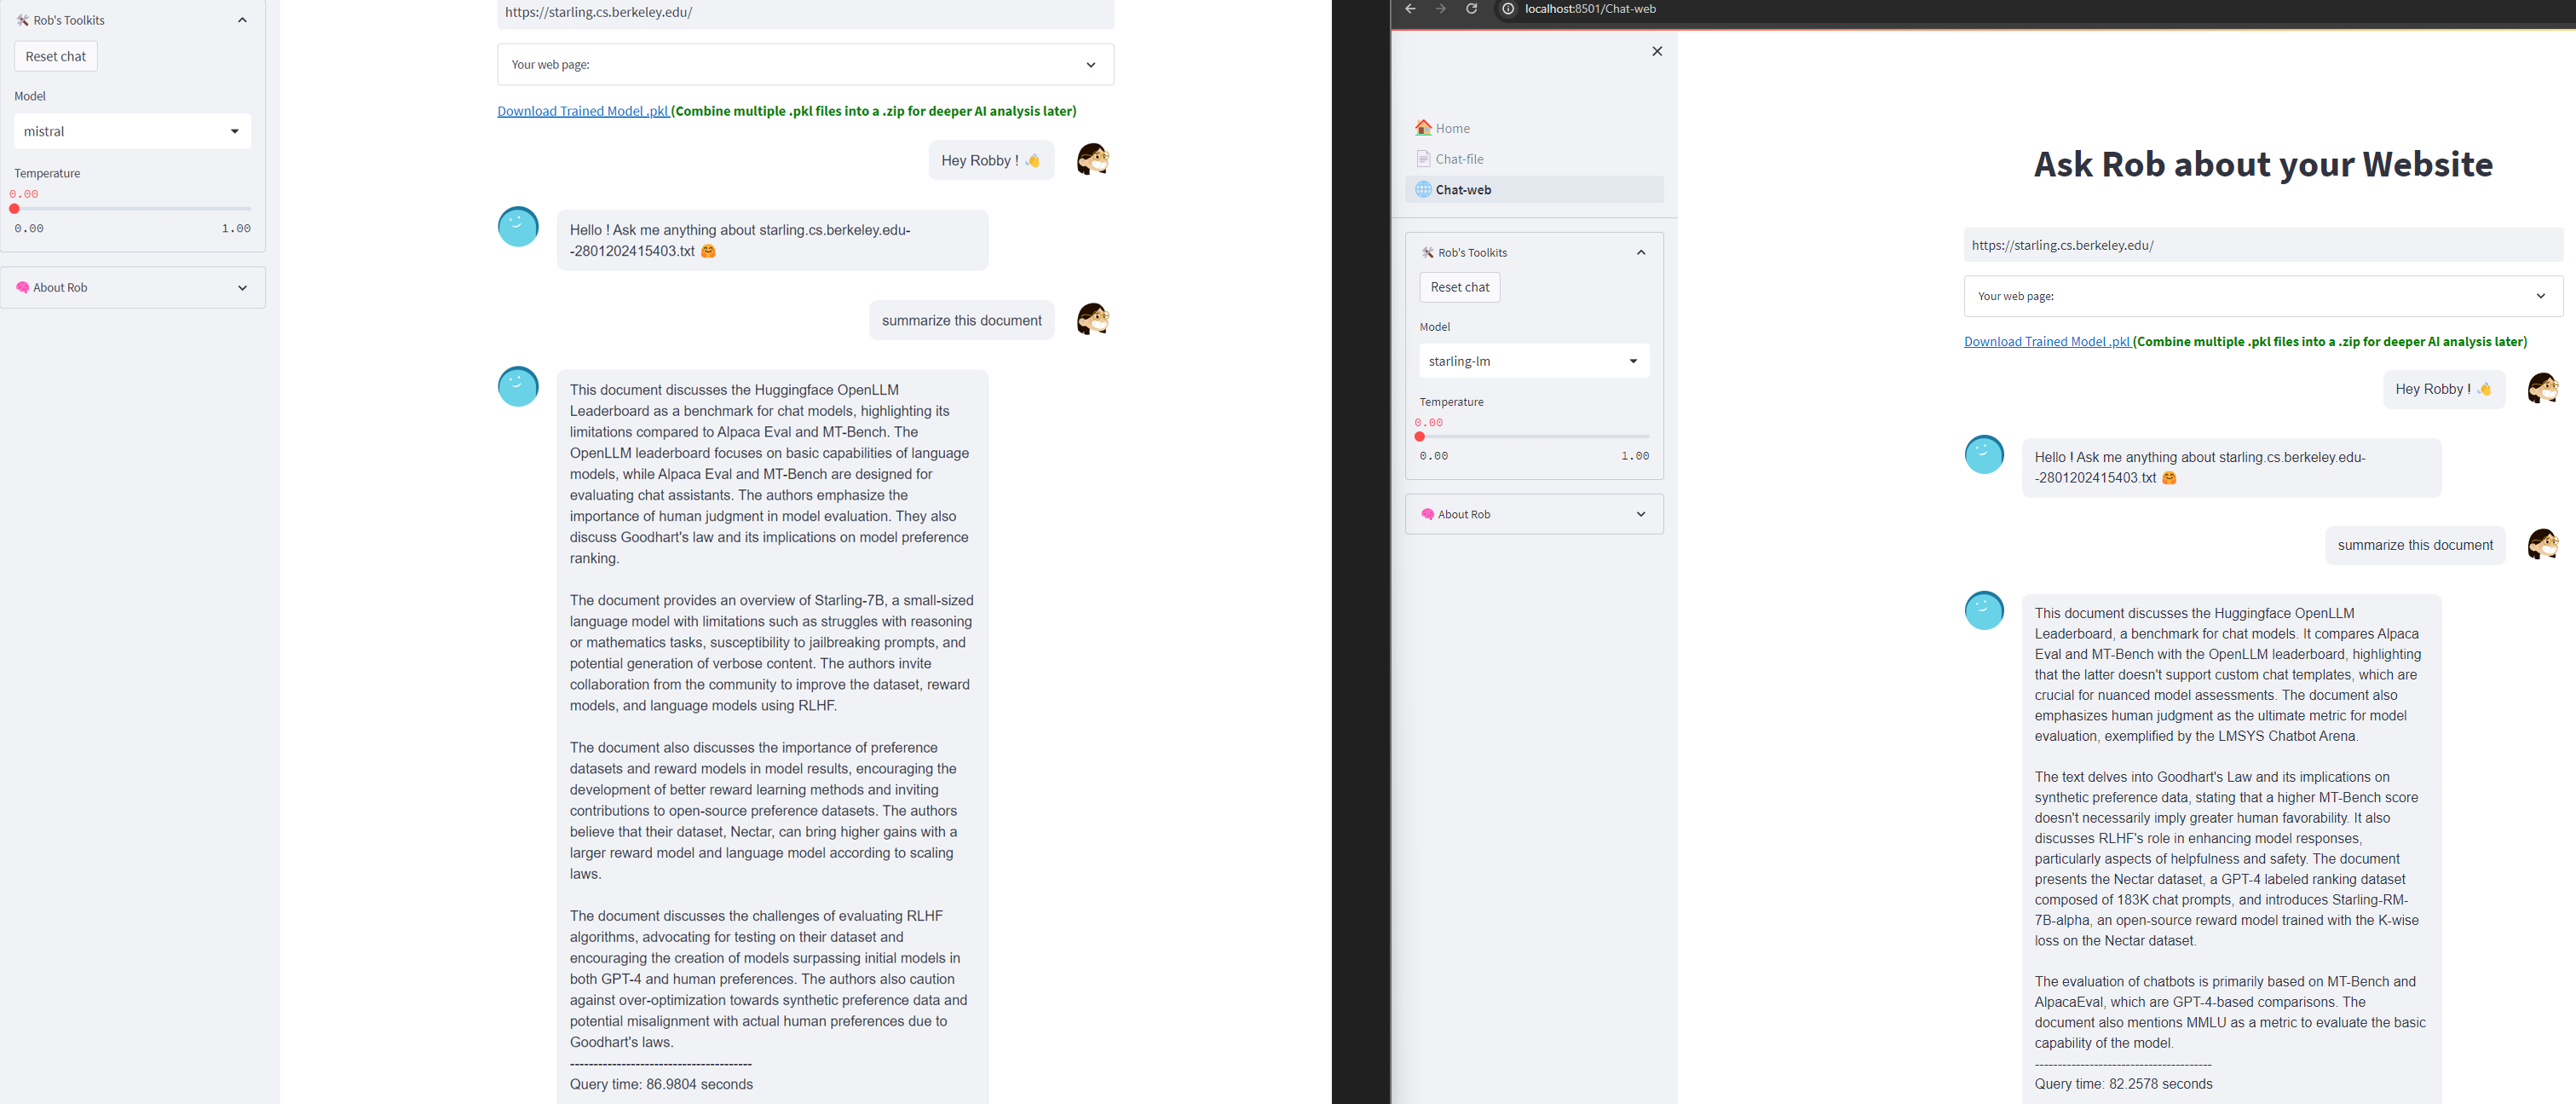 🛠️ Rob's Toolkits
Reset chat
Model
mistral
Temperature
0.00
0.00 1.00
🧠 About Rob
https://starling.cs.berkeley.edu/
Your web page:
Download Trained Model .pkl (Combine multiple .pkl files into a .zip for deeper AI analysis later)
Hey Robby ! 👋
Hello ! Ask me anything about starling.cs.berkeley.edu-
-2801202415403.txt 🤗
summarize this document
This document discusses the Huggingface OpenLLM
Leaderboard as a benchmark for chat models, highlighting its
limitations compared to Alpaca Eval and MT-Bench. The
OpenLLM leaderboard focuses on basic capabilities of language
models, while Alpaca Eval and MT-Bench are designed for
evaluating chat assistants. The authors emphasize the
importance of human judgment in model evaluation. They also
discuss Goodhart's law and its implications on model preference
ranking.
The document provides an overview of Starling-7B, a small-sized
language model with limitations such as struggles with reasoning
or mathematics tasks, susceptibility to jailbreaking prompts, and
potential generation of verbose content. The authors invite
collaboration from the community to improve the dataset, reward
models, and language models using RLHF.
The document also discusses the importance of preference
datasets and reward models in model results, encouraging the
development of better reward learning methods and inviting
contributions to open-source preference datasets. The authors
believe that their dataset, Nectar, can bring higher gains with a
larger reward model and language model according to scaling
laws.
The document discusses the challenges of evaluating RLHF
algorithms, advocating for testing on their dataset and
encouraging the creation of models surpassing initial models in
both GPT-4 and human preferences. The authors also caution
against over-optimization towards synthetic preference data and
potential misalignment with actual human preferences due to
Goodhart's laws.
---------------------------------------
Query time: 86.9804 seconds
localhost:8501/Chat-web
🏠 Home
📄 Chat-file
🌐 Chat-web
🛠️ Rob's Toolkits
Reset chat
Model
starling-lm
Temperature
0.00
0.00 1.00
🧠 About Rob
Ask Rob about your Website
https://starling.cs.berkeley.edu/
Your web page:
Download Trained Model .pkl (Combine multiple .pkl files into a .zip for deeper AI analysis later)
Hey Robby ! 👋
Hello ! Ask me anything about starling.cs.berkeley.edu-
-2801202415403.txt 🤗
summarize this document
This document discusses the Huggingface OpenLLM
Leaderboard, a benchmark for chat models. It compares Alpaca
Eval and MT-Bench with the OpenLLM leaderboard, highlighting
that the latter doesn't support custom chat templates, which are
crucial for nuanced model assessments. The document also
emphasizes human judgment as the ultimate metric for model
evaluation, exemplified by the LMSYS Chatbot Arena.
The text delves into Goodhart's Law and its implications on
synthetic preference data, stating that a higher MT-Bench score
doesn't necessarily imply greater human favorability. It also
discusses RLHF's role in enhancing model responses,
particularly aspects of helpfulness and safety. The document
presents the Nectar dataset, a GPT-4 labeled ranking dataset
composed of 183K chat prompts, and introduces Starling-RM-
7B-alpha, an open-source reward model trained with the K-wise
loss on the Nectar dataset.
The evaluation of chatbots is primarily based on MT-Bench and
AlpacaEval, which are GPT-4-based comparisons. The
document also mentions MMLU as a metric to evaluate the basic
capability of the model.
---------------------------------------
Query time: 82.2578 seconds